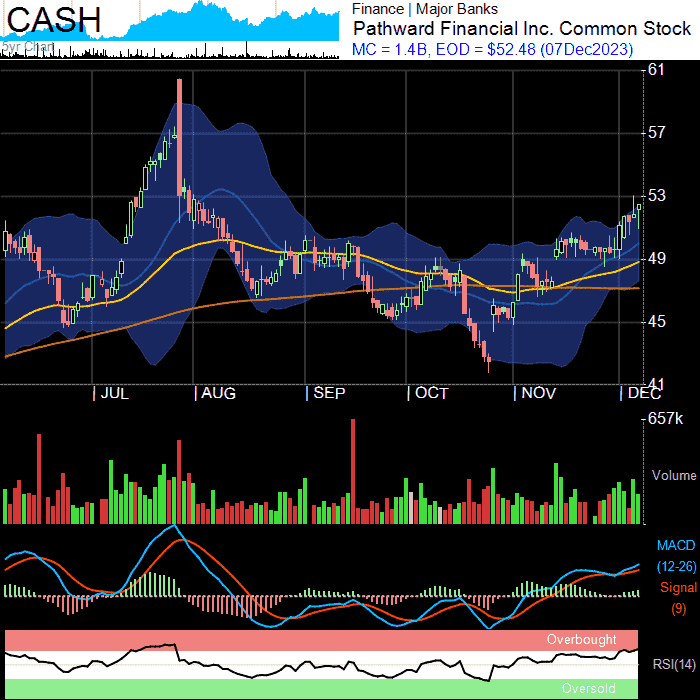 CASH
5yr Chart
Finance | Major Banks
Pathward Financial Inc. Common Stock
MC = 1.4B, EOD = $52.48 (07Dec2023)
61
57
53
49
45
41
| JUL
| AUG
| SEP
| OCT
| NOV
| DEC
657k
Volume
MACD
(12-26)
Signal
(9)
Overbought
RSI(14)
Oversold